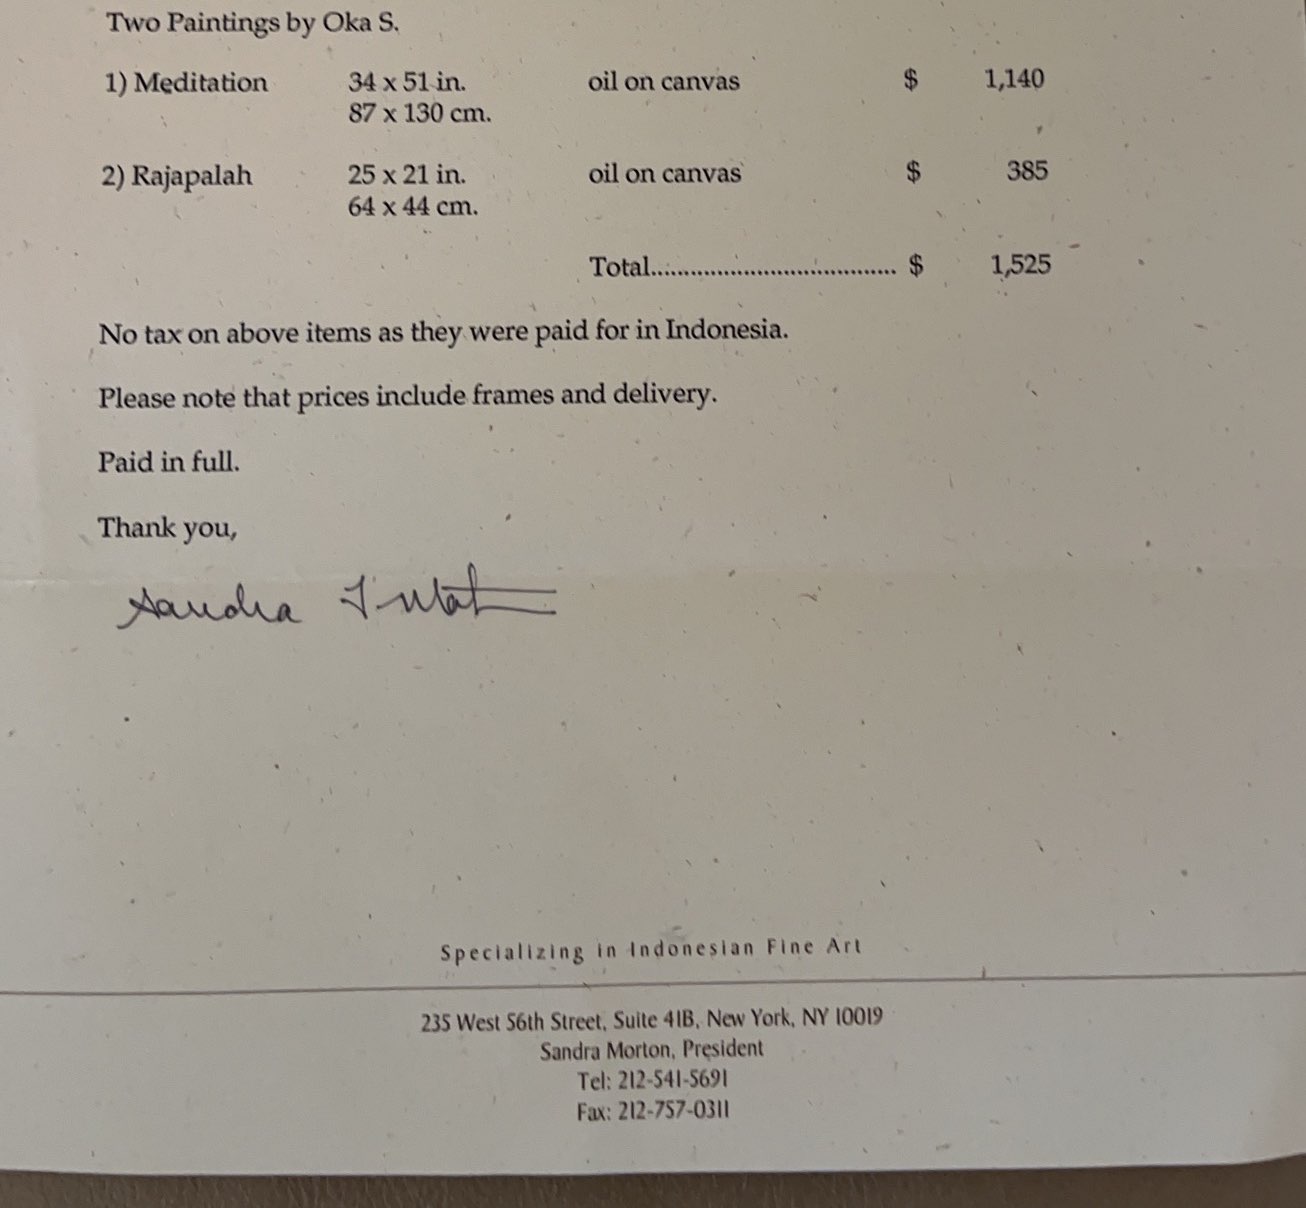 Two Paintings by Oka S.
1) Meditation 34 x 51 in. oil on canvas $ 1,140
87 x 130 cm.
2) Rajapalah 25 x 21 in. oil on canvas $ 385
64 x 44 cm.
Total..................................... $ 1,525
No tax on above items as they were paid for in Indonesia.
Please note that prices include frames and delivery.
Paid in full.
Thank you,
Sandra
Specializing in Indonesian Fine Art
235 West 56th Street, Suite 41B, New York, NY 10019
Sandra Morton, President
Tel: 212-541-5691
Fax: 212-757-0311